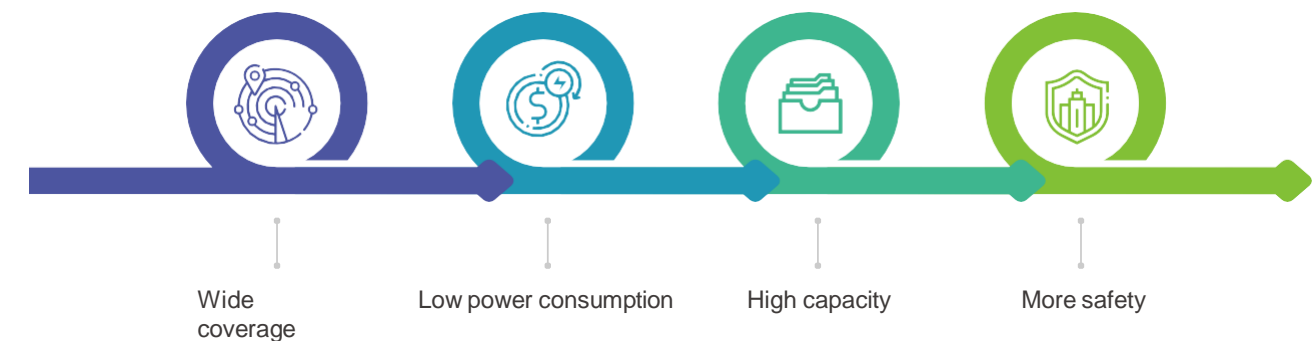 Wide
coverage
Low power consumption
High capacity
More safety